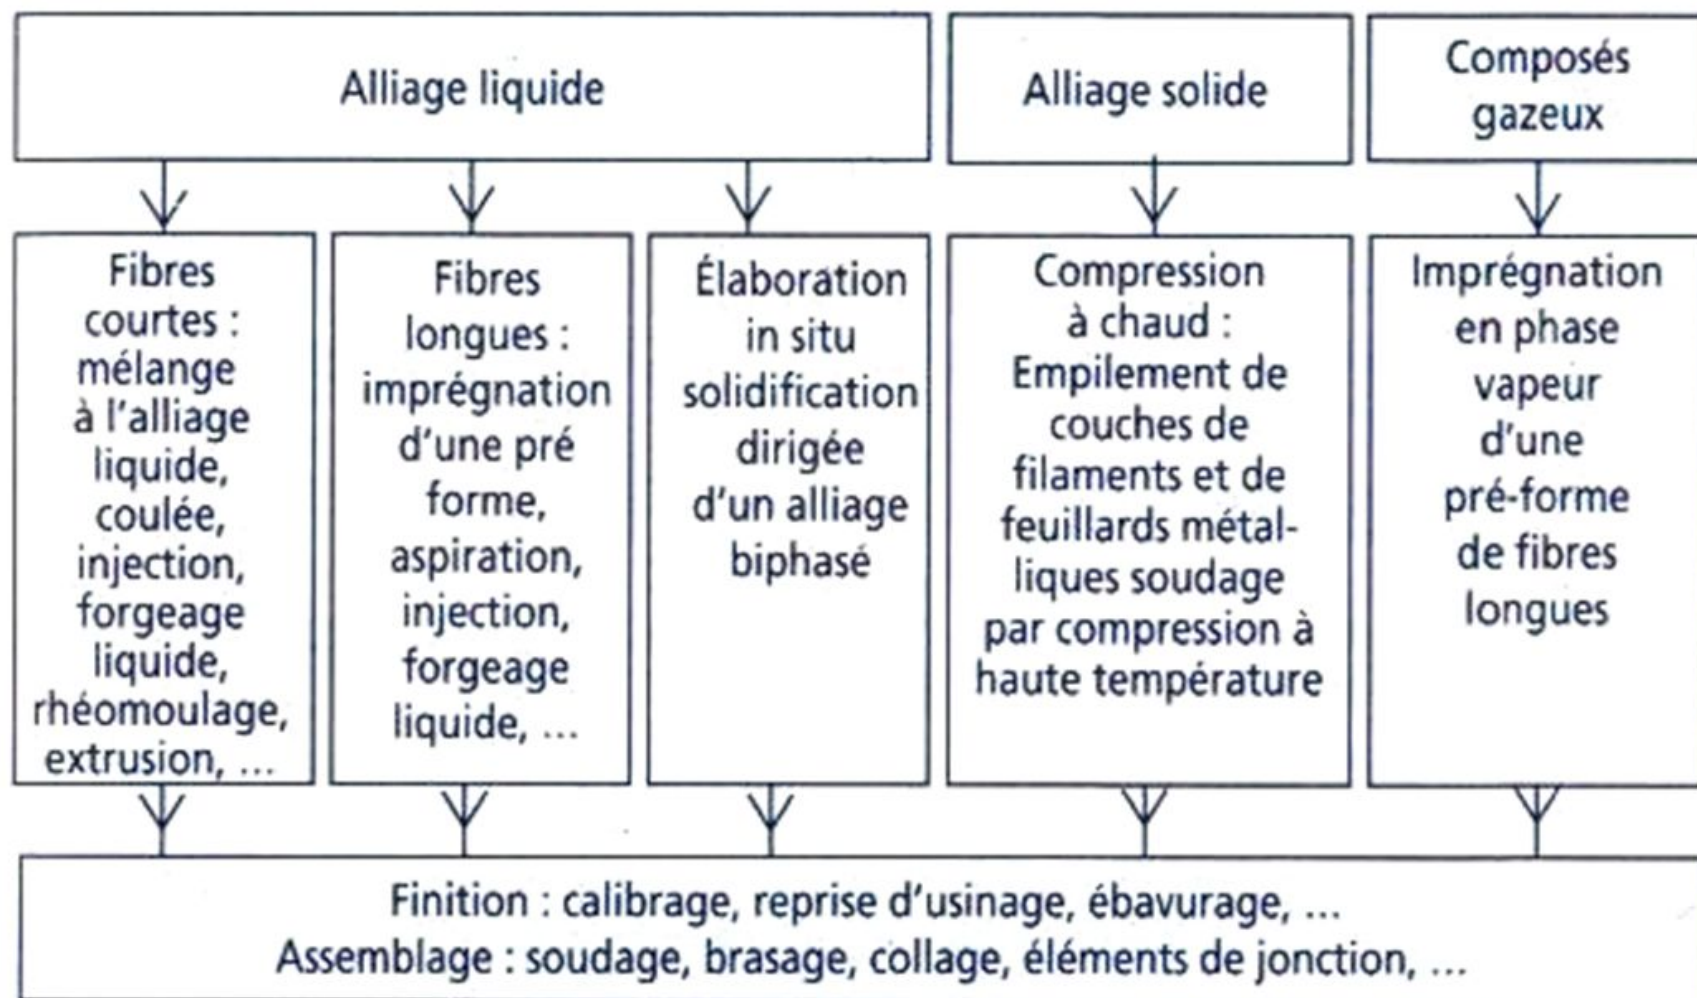 Alliage liquide
Alliage solide
Composés
gazeux
Fibres
courtes :
mélange
à l'alliage
liquide,
coulée,
injection,
forgeage
liquide,
rhéomoulage,
extrusion, ...
Fibres
longues :
imprégnation
d'une pré
forme,
aspiration,
injection,
forgeage
liquide, ...
Élaboration
in situ
solidification
dirigée
d'un alliage
biphasé
Compression
à chaud :
Empilement de
couches de
filaments et de
feuillards métal-
liques soudage
par compression à
haute température
Imprégnation
en phase
vapeur
d'une
pré-forme
de fibres
longues
Finition : calibrage, reprise d'usinage, ébavurage, ...
Assemblage : soudage, brasage, collage, éléments de jonction, ...